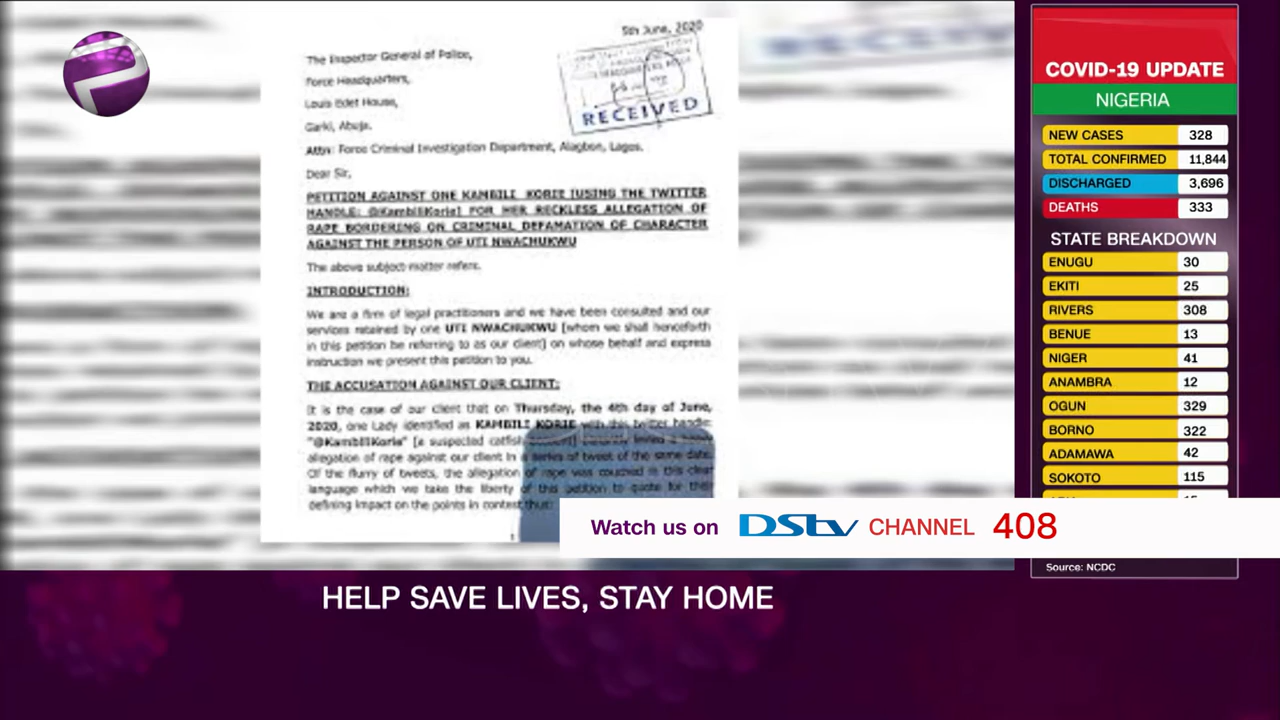 5th June, 2020
The Inspector General of Police,
Force Headquarters,
Louis Edet House,
Garki, Abuja.
RECEIVED
Attn: Force Criminal Investigation Department, Alagbon, Lagos.
Dear Sir,
PETITION AGAINST ONE KAMBILI KORIE [USING THE TWITTER
HANDLE: @KambiliKorie] FOR HER RECKLESS ALLEGATION OF
RAPE BORDERING ON CRIMINAL DEFAMATION OF CHARACTER
AGAINST THE PERSON OF UTI NWACHUKWU
The above subject matter refers.
INTRODUCTION:
We are a firm of legal practitioners and we have been consulted and our
services retained by one UTI NWACHUKWU [whom we shall henceforth
in this petition be referring to as our client] on whose behalf and express
instruction we present this petition to you.
THE ACCUSATION AGAINST OUR CLIENT:
It is the case of our client that on Thursday, the 4th day of June,
2020, one Lady identified as KAMBILI KORIE with this twitter handle
"@KambiliKorie" [a suspected catfish
allegation of rape against our client in a series of tweet of the same date.
Of the flurry of tweets, the allegation of rape was couched in this clear
language which we take the liberty of this petition to quote for their
defining impact on the points in contest thus:
1
Watch us on DStv CHANNEL 408
HELP SAVE LIVES, STAY HOME
COVID-19 UPDATE
NIGERIA
NEW CASES 328
TOTAL CONFIRMED 11,844
DISCHARGED 3,696
DEATHS 333
STATE BREAKDOWN
ENUGU 30
EKITI 25
RIVERS 308
BENUE 13
NIGER 41
ANAMBRA 12
OGUN 329
BORNO 322
ADAMAWA 42
SOKOTO 115
Source: NCDC